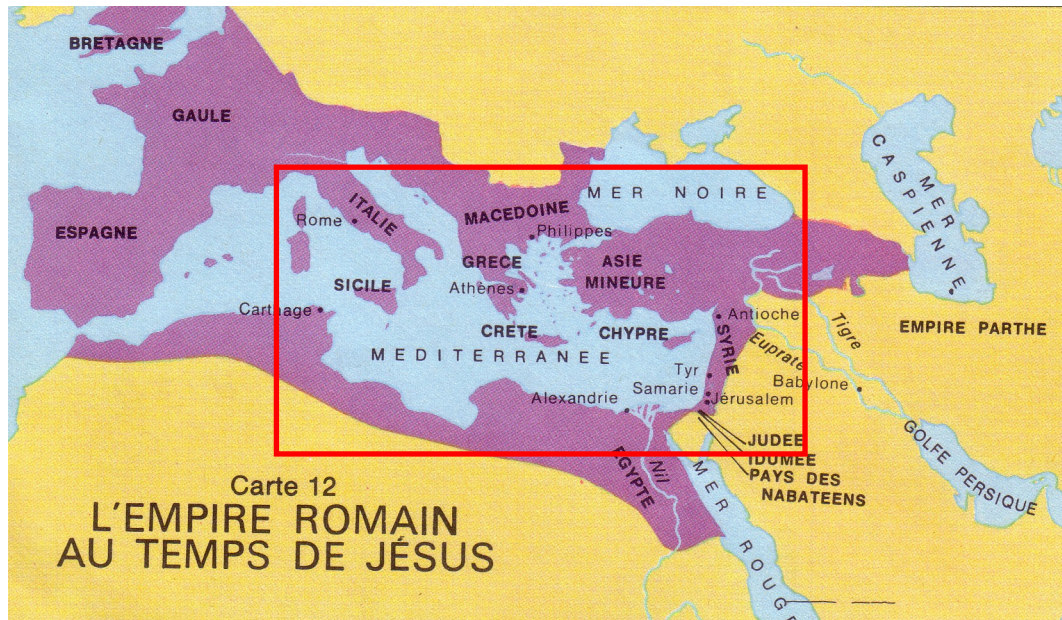 BRETAGNE
GAULE
ESPAGNE
ITALIE
Rome
SICILE
Carthage
MACEDOINE
Philippes
GRECE
Athènes
CRETE
MER NOIRE
ASIE
MINEURE
CHYPRE
MEDITERRANEE
Antioche
SYRIE
Tyr
Samarie
Jérusalem
Alexandrie
JUDEE
IDUMEE
PAYS DES
NABATEENS
EGYPTE
Nil
MER ROUGE
MER
CASPIENNE
EMPIRE PARTHE
Tigre
Euprate
Babylone
GOLFE PERSIQUE
Carte 12
L'EMPIRE ROMAIN
AU TEMPS DE JÉSUS